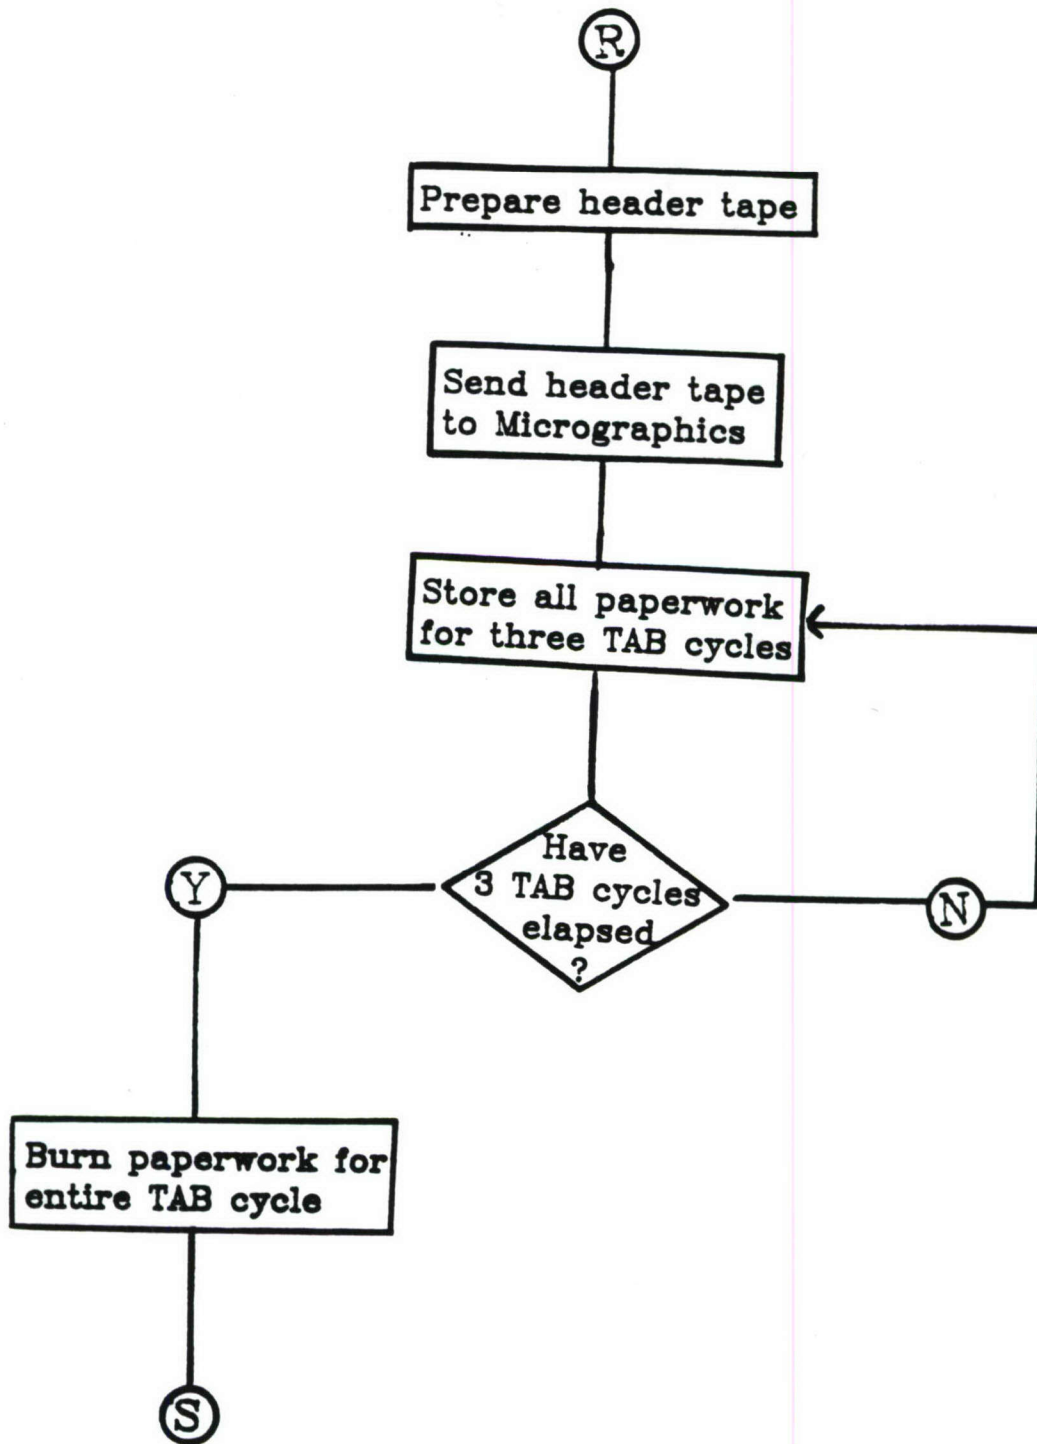 R
Prepare header tape
Send header tape
to Micrographics
Store all paperwork
for three TAB cycles
Have
3 TAB cycles
elapsed
?
Y
N
Burn paperwork for
entire TAB cycle
S